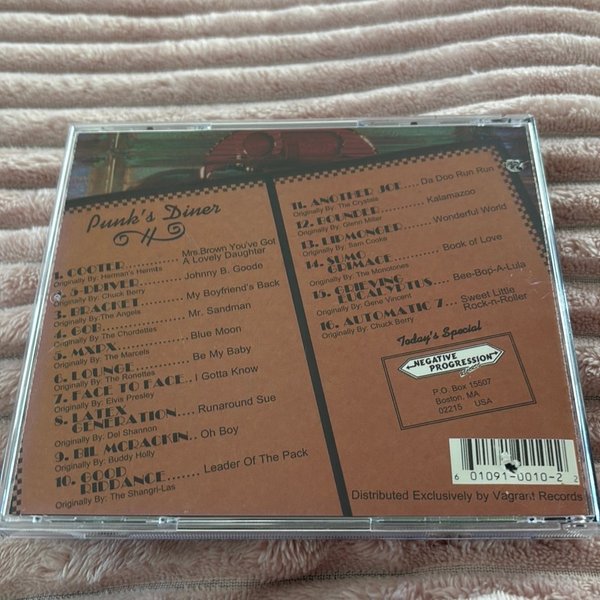 Punk's Diner
1. COOTER..... Mrs.Brown You've Got
A Lovely Daughter
Originally By: Herman's Hermits
2. J-DRIVER..... Johnny B. Goode
Originally By: Chuck Berry
3. BRACKET..... My Boyfriend's Back
Originally By: The Angels
4. GOB............... Mr. Sandman
Originally By: The Chordettes
5. MXPX............. Blue Moon
Originally By: The Marcels
6. LOUNGE........ Be My Baby
Originally By: The Ronettes
7. FACE TO FACE.. I Gotta Know
Originally By: Elvis Presley
8. LATEX
GENERATION.... Runaround Sue
Originally By: Del Shannon
9. BIL MCRACKIN.. Oh Boy
Originally By: Buddy Holly
10. GOOD
RIDDANCE....... Leader Of The Pack
Originally By: The Shangri-Las
11. ANOTHER JOE.... Da Doo Run Run
Originally By: The Crystals
12. ROUNDER..... Kalamazoo
Originally By: Glenn Miller
13. LIPMONGER... Wonderful World
Originally By: Sam Cooke
14. SUMO
GRIMACE..... Book of Love
Originally By: The Monotones
15. GRIEVING
EUCALYPTUS.... Bee-Bop-A-Lula
Originally By: Gene Vincent
16. AUTOMATIC 7.... Sweet Little
Rock-n-Roller
Originally By: Chuck Berry
Today's Special
NEGATIVE
PROGRESSION
P.O. Box 15507
Boston, MA
02215 USA
6 01091-0010-2 2
Distributed Exclusively by Vagrant Records